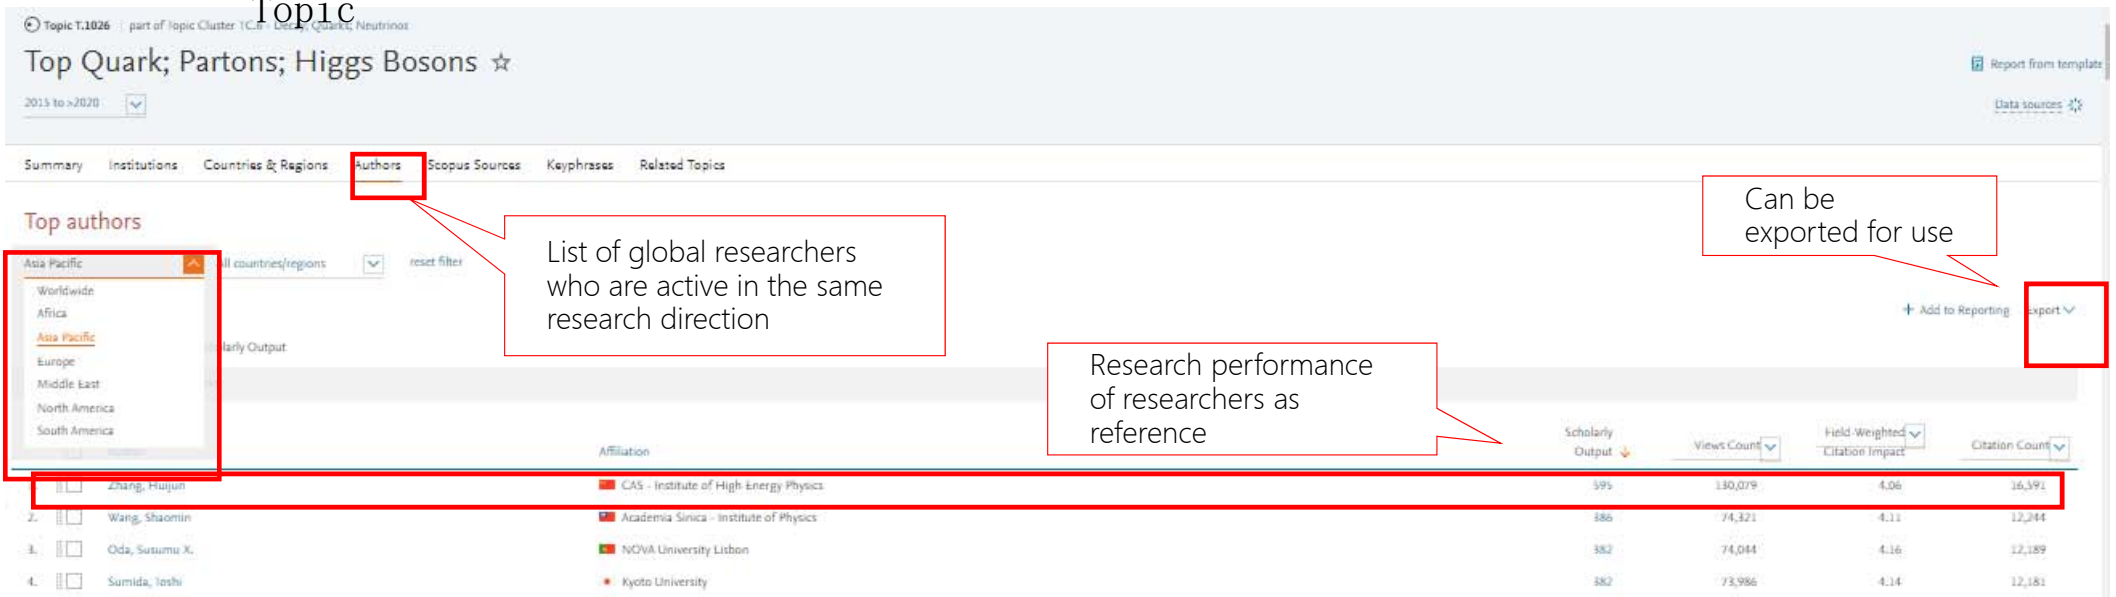 Topic
Topic T.1026 part of Topic Cluster TC.6 - Decay; Quarks; Neutrinos
Top Quark; Partons; Higgs Bosons
Report from template
2015 to >2020
Data sources
Summary Institutions Countries & Regions Authors Scopus Sources Keyphrases Related Topics
Can be
exported for use
Top authors
List of global researchers
who are active in the same
research direction
Asia Pacific All countries/regions reset filter
Worldwide
Africa
Asia Pacific
Europe
Middle East
North America
South America
+ Add to Reporting Export
Scholarly Output
Research performance
of researchers as
reference
Affiliation
Scholarly
Output
Views Count
Field-Weighted
Citation Impact
Citation Count
Zhang, Huijun CAS - Institute of High Energy Physics 595 130,079 4.06 16,591
2. Wang, Shaomin Academia Sinica - Institute of Physics 386 74,321 4.11 12,244
3. Oda, Susumu X. NOVA University Lisbon 382 74,044 4.16 12,189
4. Sumida, Toshi Kyoto University 382 73,986 4.14 12,181